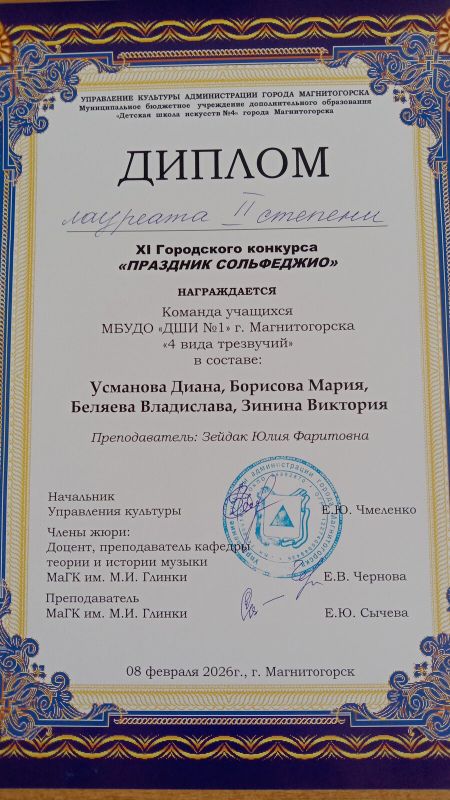 УПРАВЛЕНИЕ КУЛЬТУРЫ АДМИНИСТРАЦИИ ГОРОДА МАГНИТОГОРСКА
Муниципальное бюджетное учреждение дополнительного образования
«Детская школа искусств №4» города Магнитогорска
ДИПЛОМ
лауреата II степени
XI Городского конкурса
«ПРАЗДНИК СОЛЬФЕДЖИО»
НАГРАЖДАЕТСЯ
Команда учащихся
МБУДО «ДШИ №1» г. Магнитогорска
«4 вида трезвучий»
в составе:
Усманова Диана, Борисова Мария,
Беляева Владислава, Зинина Виктория
Преподаватель: Зейдак Юлия Фаритовна
Начальник
Управления культуры Е.Ю. Чмеленко
Члены жюри:
Доцент, преподаватель кафедры
теории и истории музыки
МаГК им. М.И. Глинки Е.В. Чернова
Преподаватель
МаГК им. М.И. Глинки Е.Ю. Сычева
08 февраля 2026г., г. Магнитогорск